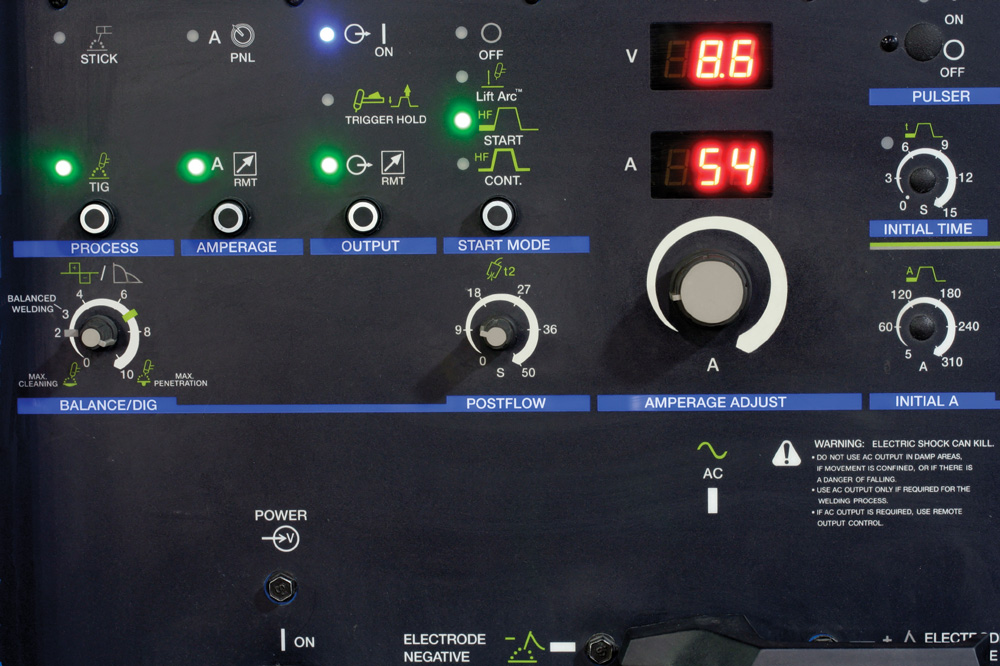 STICK
A PNL
ON
OFF
Lift Arc™
TRIGGER HOLD
HF
START
HF
CONT.
TIG
A RMT
RMT
PROCESS
AMPERAGE
OUTPUT
START MODE
V 8.6
A 54
ON
OFF
PULSER
t
6 9
3 12
0 S 15
INITIAL TIME
BALANCED
WELDING
4 6
3
2 8
0 10
MAX.
CLEANING
MAX.
PENETRATION
BALANCE/DIG
t2
18 27
9 36
0 S 50
POSTFLOW
A
AMPERAGE ADJUST
A
120 180
60 240
5 A 310
INITIAL A
AC
WARNING: ELECTRIC SHOCK CAN KILL.
• DO NOT USE AC OUTPUT IN DAMP AREAS,
IF MOVEMENT IS CONFINED, OR IF THERE IS
A DANGER OF FALLING.
• USE AC OUTPUT ONLY IF REQUIRED FOR THE
WELDING PROCESS.
• IF AC OUTPUT IS REQUIRED, USE REMOTE
OUTPUT CONTROL.
POWER
V
ON
ELECTRODE
NEGATIVE